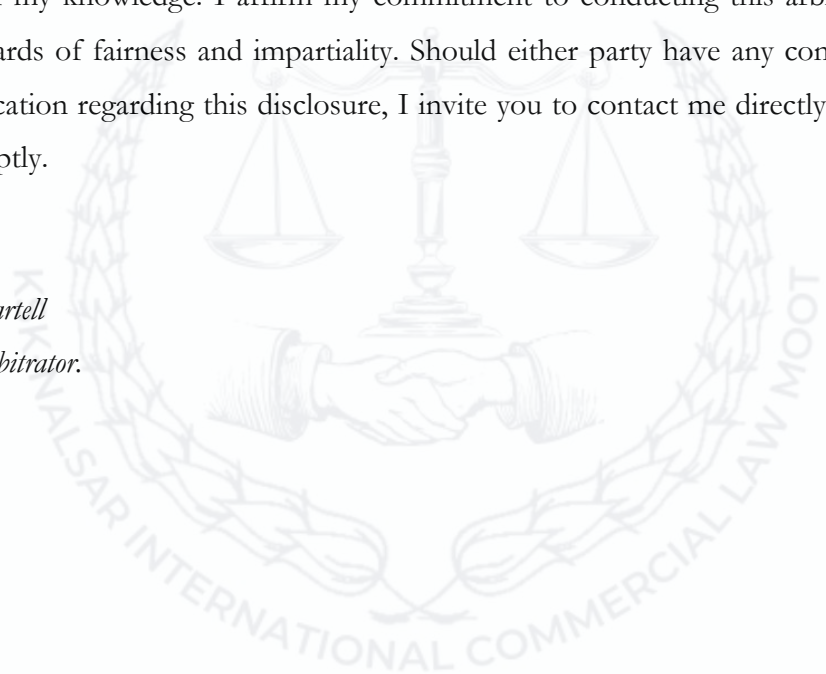 my knowledge. I affirm my commitment to conducting this arb
ards of fairness and impartiality. Should either party have any con
cation regarding this disclosure, I invite you to contact me directly
ptly.
artell
bitrator.
NALSAR INTERNATIONAL COMMERCIAL LAW MOOT